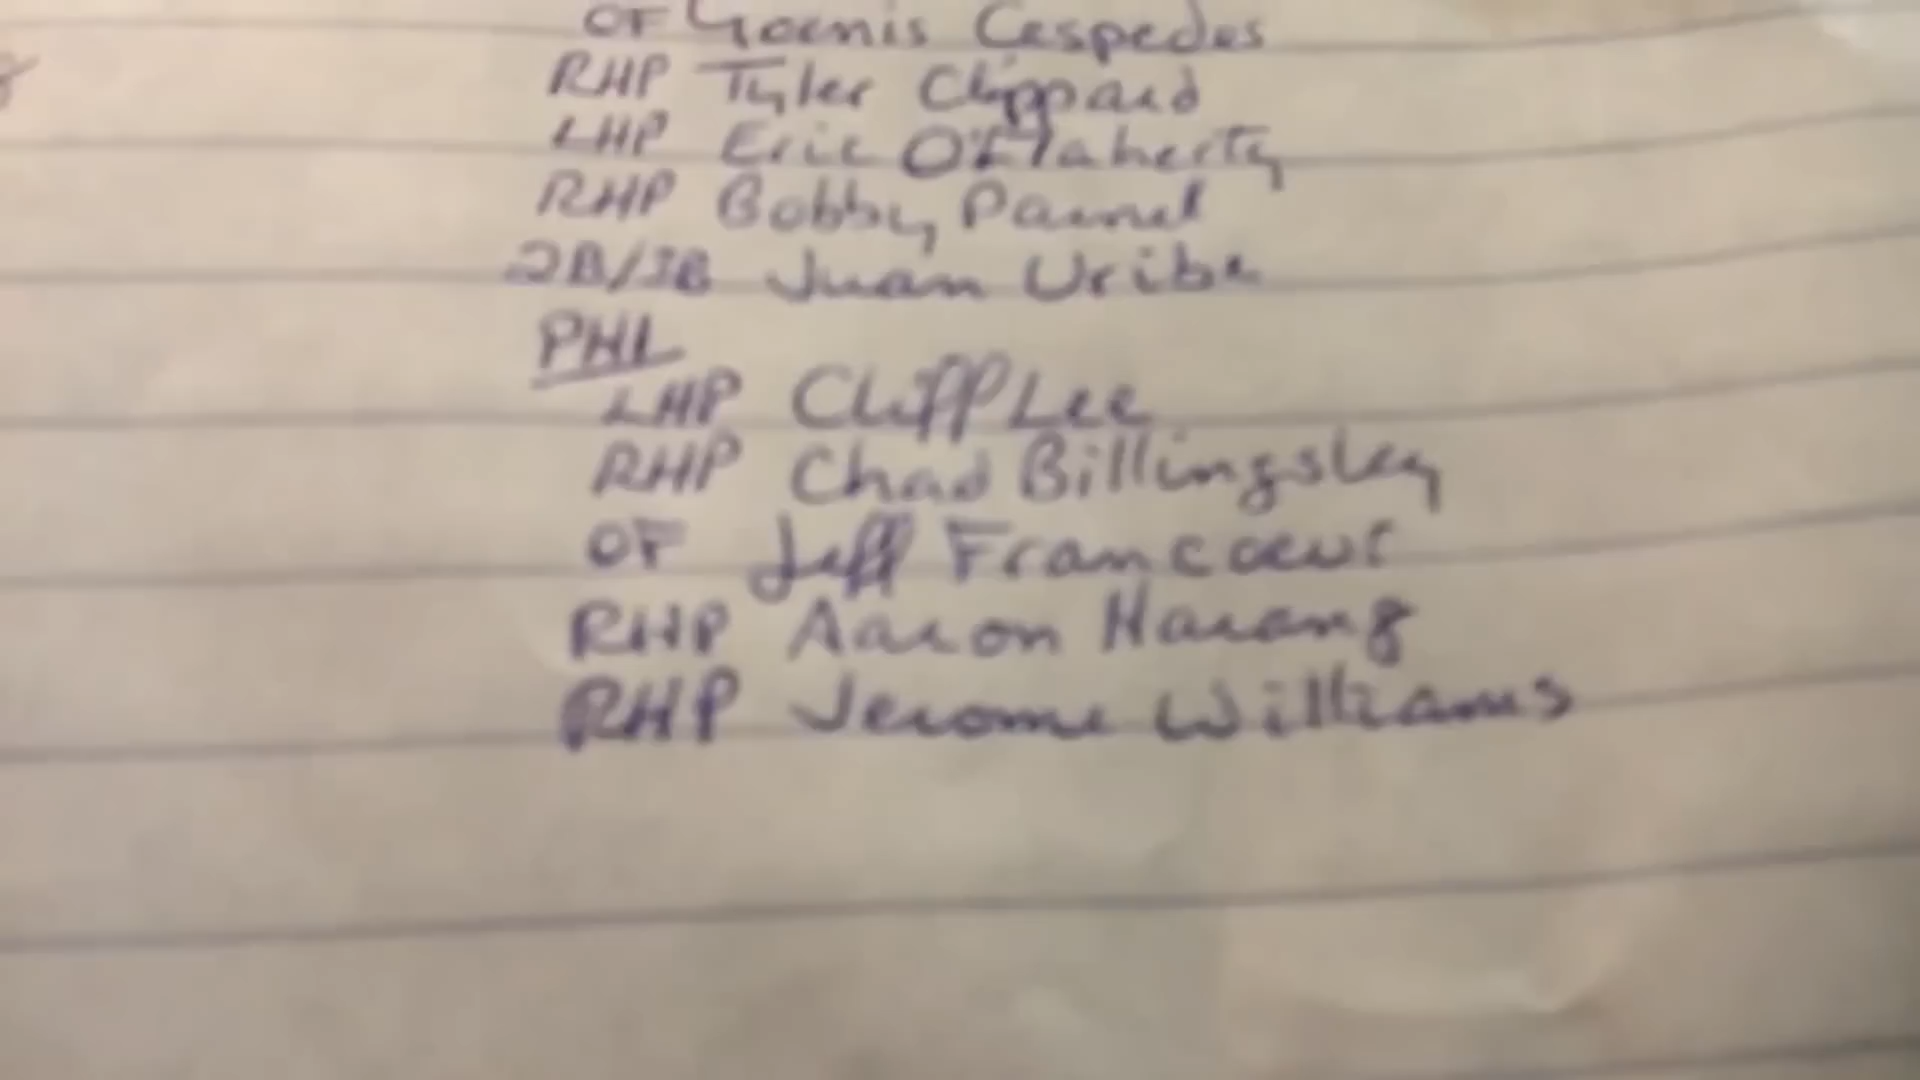 OF Yoenis Cespedes
RHP Tyler Clippard
LHP Eric O'Flaherty
RHP Bobby Parnel
2B/3B Juan Uribe
PHL
LHP Cliff Lee
RHP Chad Billingsley
OF Jeff Francoeur
RHP Aaron Harang
RHP Jerome Williams